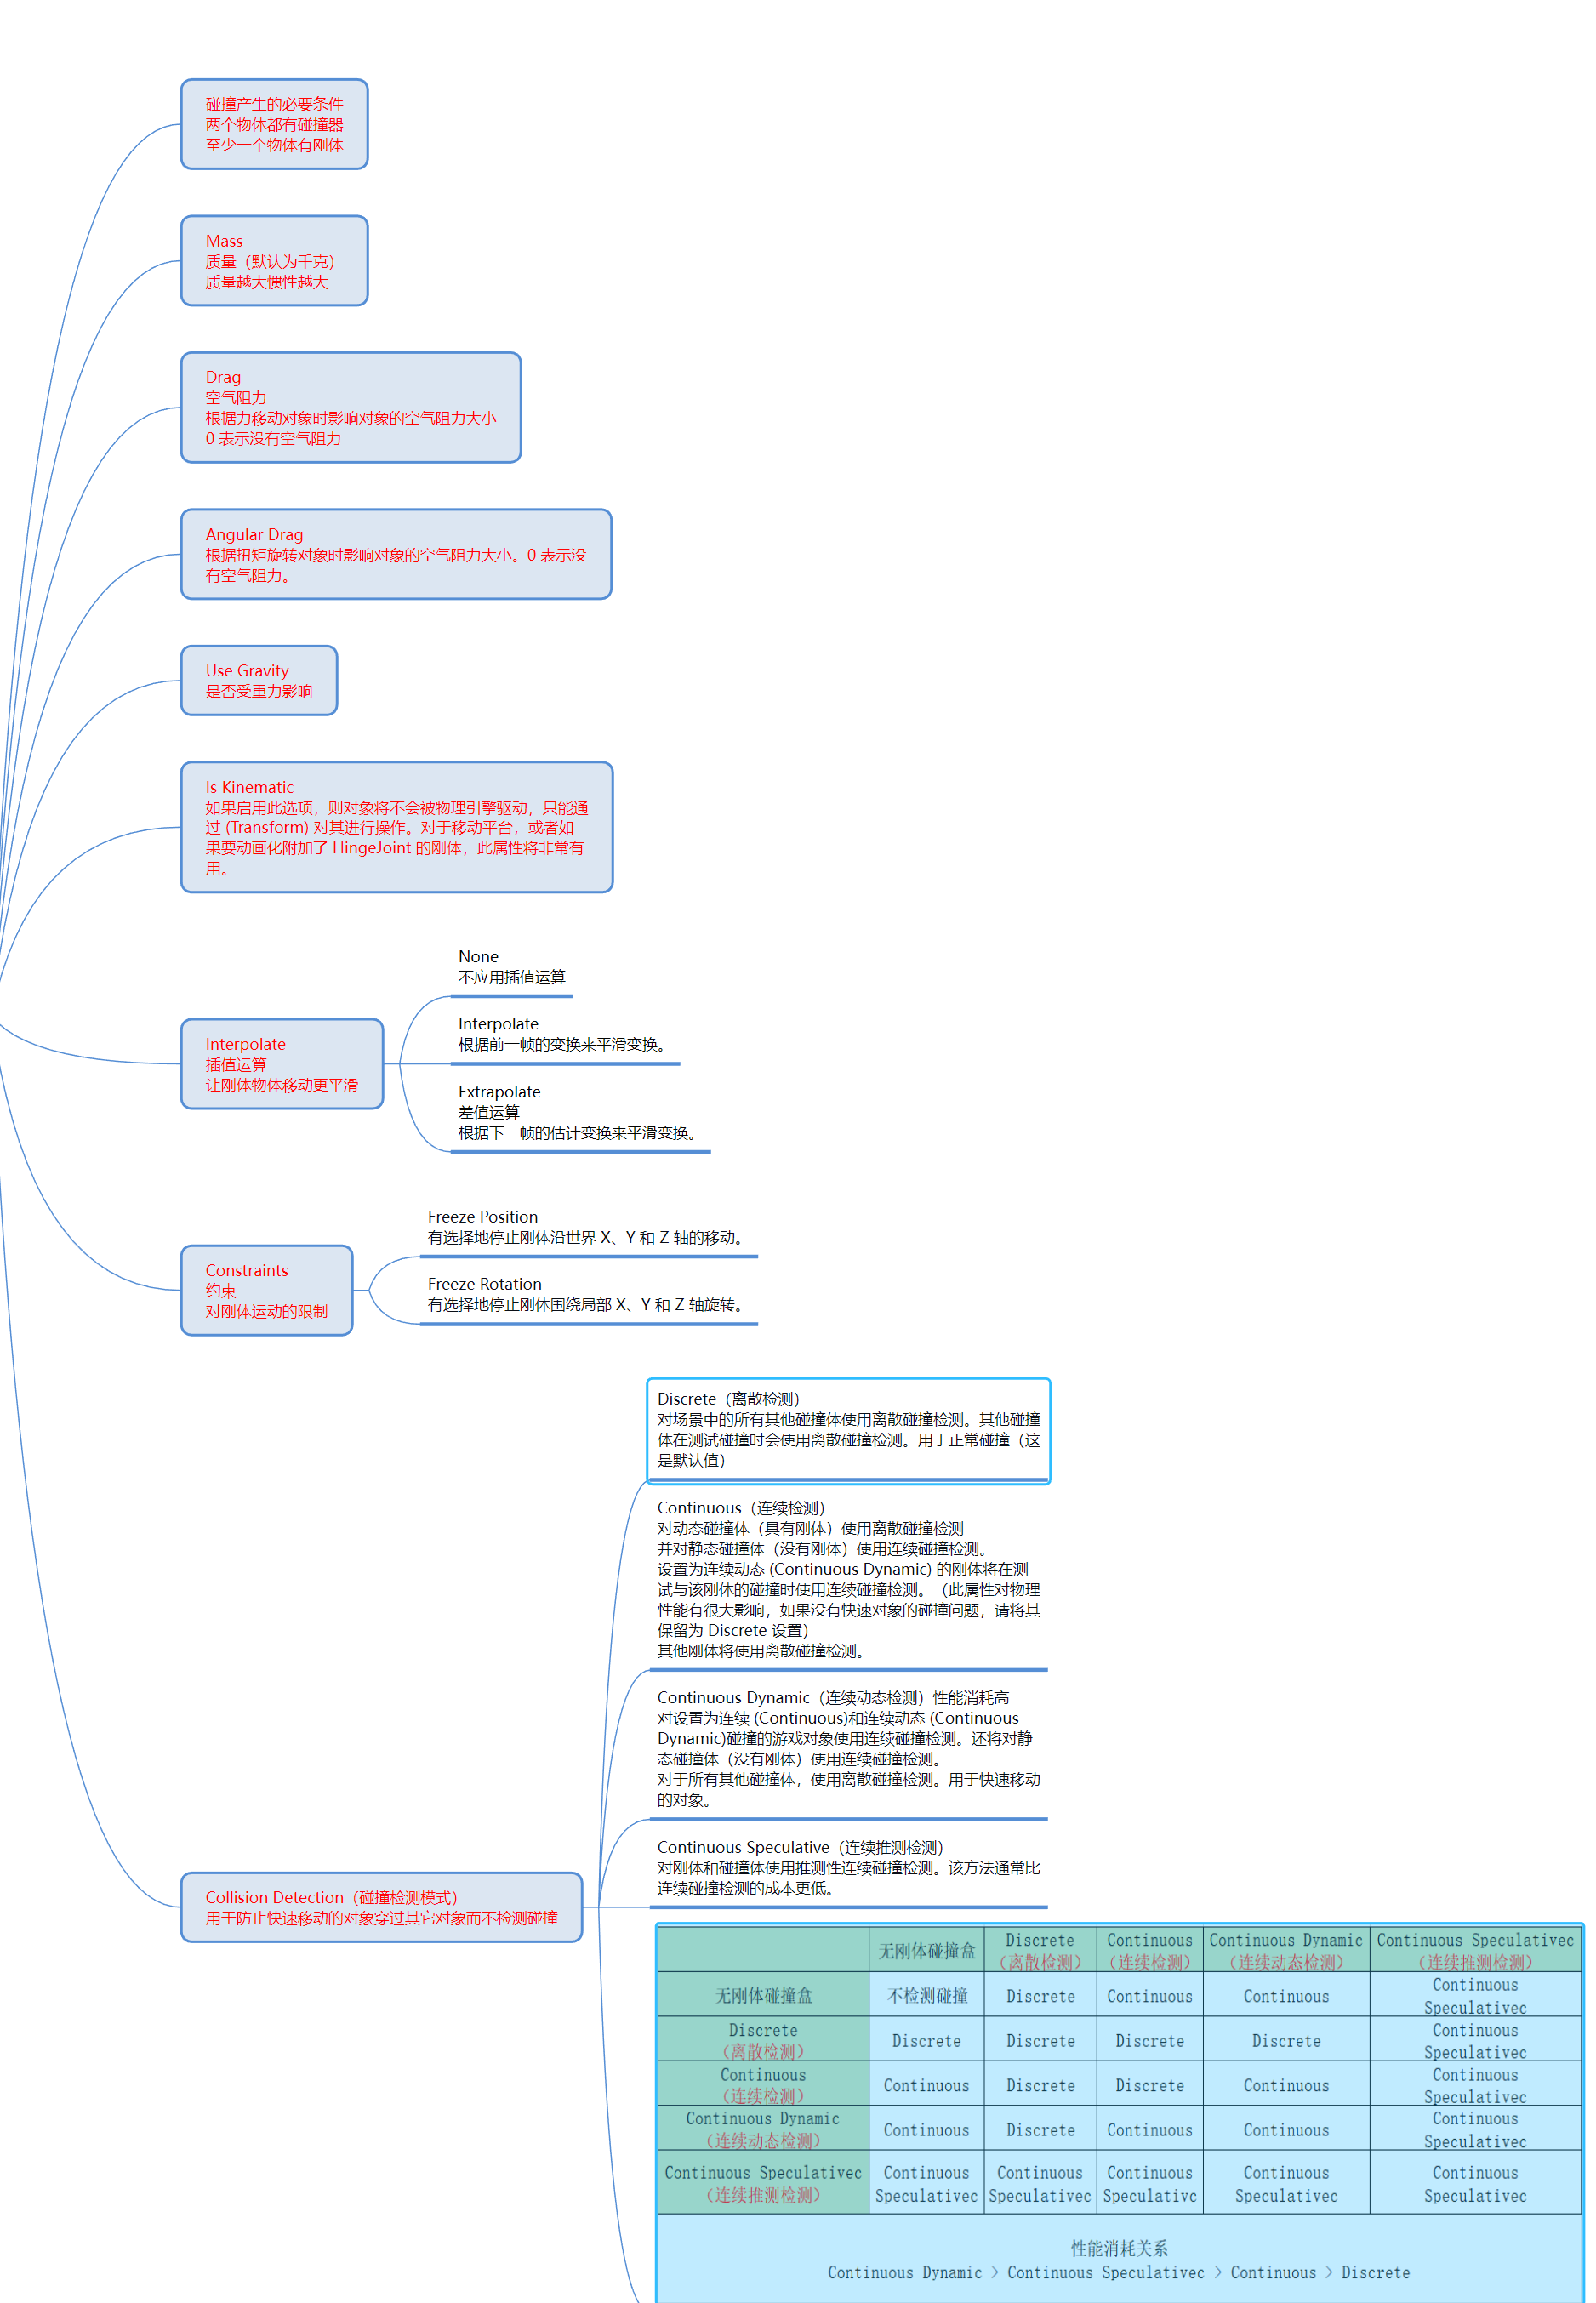 碰撞产生的必要条件
两个物体都有碰撞器
至少一个物体有刚体
Mass
质量（默认为千克）
质量越大惯性越大
Drag
空气阻力
根据力移动对象时影响对象的空气阻力大小
0 表示没有空气阻力
Angular Drag
根据扭矩旋转对象时影响对象的空气阻力大小。0 表示没
有空气阻力。
Use Gravity
是否受重力影响
Is Kinematic
如果启用此选项，则对象将不会被物理引擎驱动，只能通
过 (Transform) 对其进行操作。对于移动平台，或者如
果要动画化附加了 HingeJoint 的刚体，此属性将非常有
用。
Interpolate
插值运算
让刚体物体移动更平滑
None
不应用插值运算
Interpolate
根据前一帧的变换来平滑变换。
Extrapolate
差值运算
根据下一帧的估计变换来平滑变换。
Constraints
约束
对刚体运动的限制
Freeze Position
有选择地停止刚体沿世界 X、Y 和 Z 轴的移动。
Freeze Rotation
有选择地停止刚体围绕局部 X、Y 和 Z 轴旋转。
Collision Detection（碰撞检测模式）
用于防止快速移动的对象穿过其它对象而不检测碰撞
Discrete（离散检测）
对场景中的所有其他碰撞体使用离散碰撞检测。其他碰撞
体在测试碰撞时会使用离散碰撞检测。用于正常碰撞（这
是默认值）
Continuous（连续检测）
对动态碰撞体（具有刚体）使用离散碰撞检测
并对静态碰撞体（没有刚体）使用连续碰撞检测。
设置为连续动态 (Continuous Dynamic) 的刚体将在测
试与该刚体的碰撞时使用连续碰撞检测。（此属性对物理
性能有很大影响，如果没有快速对象的碰撞问题，请将其
保留为 Discrete 设置）
其他刚体将使用离散碰撞检测。
Continuous Dynamic（连续动态检测）性能消耗高
对设置为连续 (Continuous)和连续动态 (Continuous
Dynamic)碰撞的游戏对象使用连续碰撞检测。还将对静
态碰撞体（没有刚体）使用连续碰撞检测。
对于所有其他碰撞体，使用离散碰撞检测。用于快速移动
的对象。
Continuous Speculative（连续推测检测）
对刚体和碰撞体使用推测性连续碰撞检测。该方法通常比
连续碰撞检测的成本更低。
无刚体碰撞盒
Discrete
（离散检测）
Continuous
（连续检测）
Continuous Dynamic
（连续动态检测）
Continuous Speculativec
（连续推测检测）
无刚体碰撞盒
不检测碰撞
Discrete
Continuous
Continuous
Continuous
Speculativec
Discrete
（离散检测）
Discrete
Discrete
Discrete
Discrete
Continuous
Speculativec
Continuous
（连续检测）
Continuous
Discrete
Discrete
Continuous
Continuous
Speculativec
Continuous Dynamic
（连续动态检测）
Continuous
Discrete
Continuous
Continuous
Continuous
Speculativec
Continuous Speculativec
（连续推测检测）
Continuous
Speculativec
Continuous
Speculativec
Continuous
Speculativc
Continuous
Speculativec
Continuous
Speculativec
性能消耗关系
Continuous Dynamic > Continuous Speculativec > Continuous > Discrete